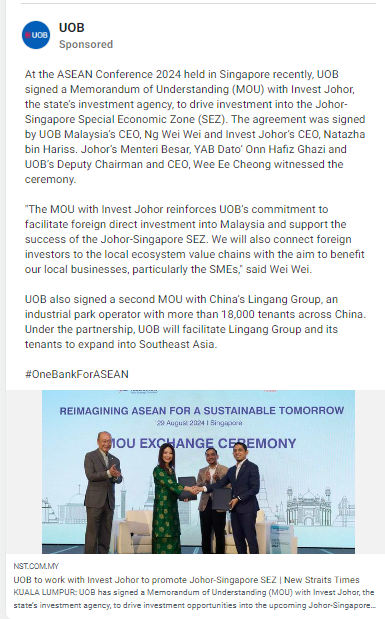 UOB
UOB
Sponsored
At the ASEAN Conference 2024 held in Singapore recently, UOB
signed a Memorandum of Understanding (MOU) with Invest Johor,
the state's investment agency, to drive investment into the Johor-
Singapore Special Economic Zone (SEZ). The agreement was signed
by UOB Malaysia's CEO, Ng Wei Wei and Invest Johor's CEO, Natazha
bin Hariss. Johor's Menteri Besar, YAB Dato' Onn Hafiz Ghazi and
UOB's Deputy Chairman and CEO, Wee Ee Cheong witnessed the
ceremony.
"The MOU with Invest Johor reinforces UOB's commitment to
facilitate foreign direct investment into Malaysia and support the
success of the Johor-Singapore SEZ. We will also connect foreign
investors to the local ecosystem value chains with the aim to benefit
our local businesses, particularly the SMEs," said Wei Wei.
UOB also signed a second MOU with China's Lingang Group, an
industrial park operator with more than 18,000 tenants across China.
Under the partnership, UOB will facilitate Lingang Group and its
tenants to expand into Southeast Asia.
#OneBankForASEAN
REIMAGINING ASEAN FOR A SUSTAINABLE TOMORROW
29 August 2024 I Singapore
MOU EXCHANGE CEREMONY
NST.COM.MY
UOB to work with Invest Johor to promote Johor-Singapore SEZ | New Straits Times
KUALA LUMPUR: UOB has signed a Memorandum of Understanding (MOU) with Invest Johor, the
state's investment agency, to drive investment opportunities into the upcoming Johor-Singapore...